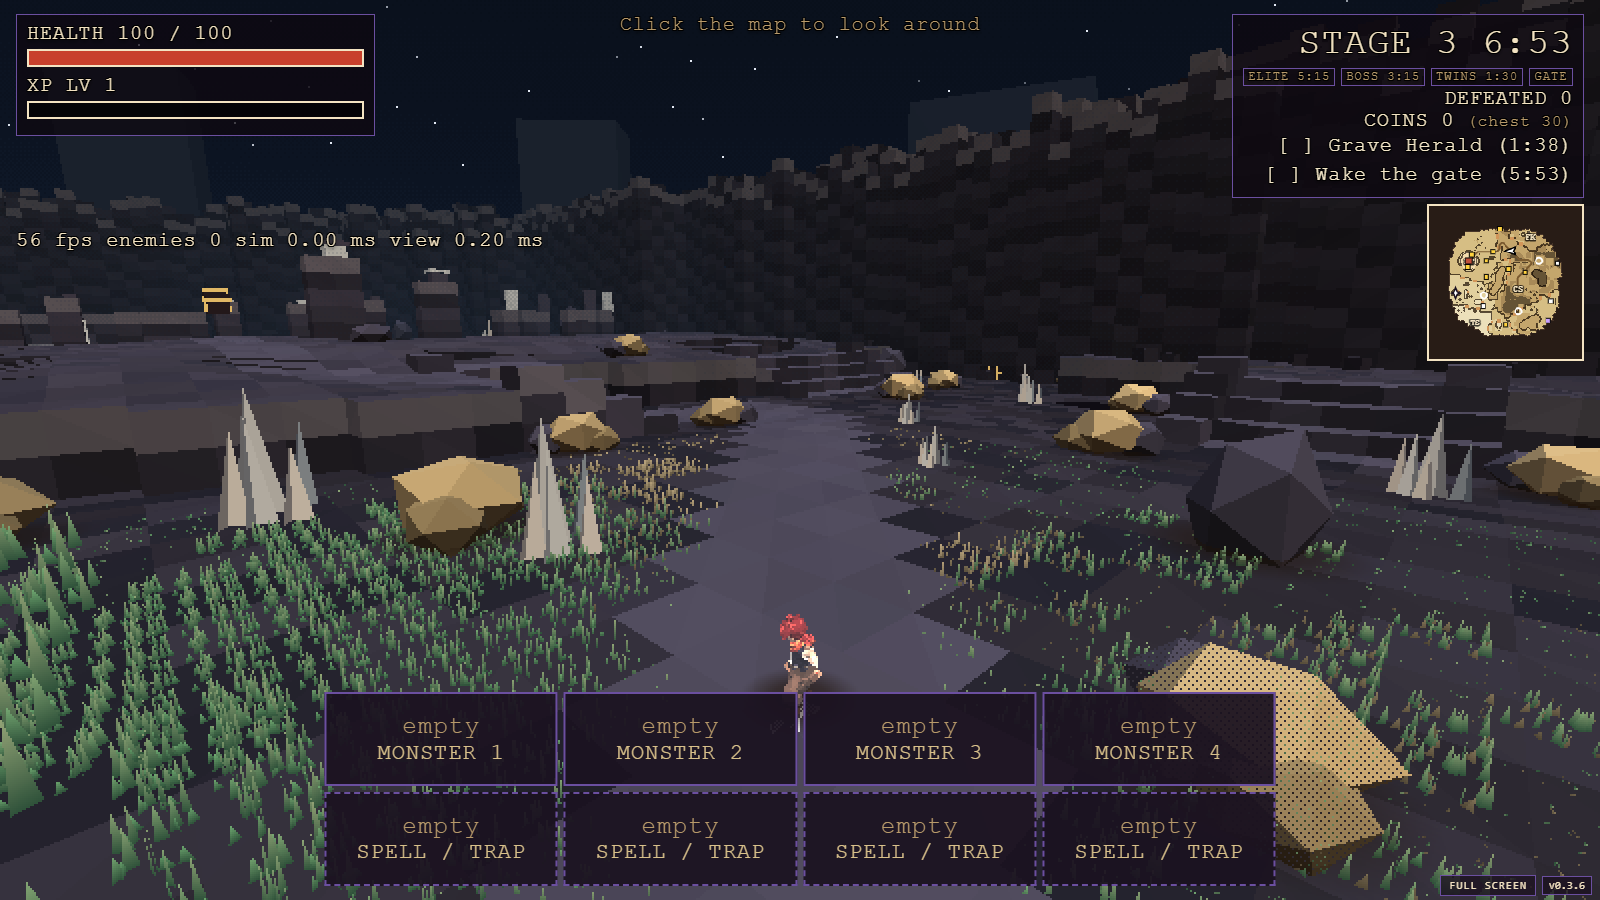 HEALTH 100 / 100
XP LV 1
Click the map to look around
STAGE 3 6:53
ELITE 5:15 BOSS 3:15 TWINS 1:30 GATE
DEFEATED 0
COINS 0 (chest 30)
[ ] Grave Herald (1:38)
[ ] Wake the gate (5:53)
56 fps enemies 0 sim 0.00 ms view 0.20 ms
CS
empty
MONSTER 1
empty
MONSTER 2
empty
MONSTER 3
empty
MONSTER 4
empty
SPELL / TRAP
empty
SPELL / TRAP
empty
SPELL / TRAP
empty
SPELL / TRAP
FULL SCREEN
v0.3.6